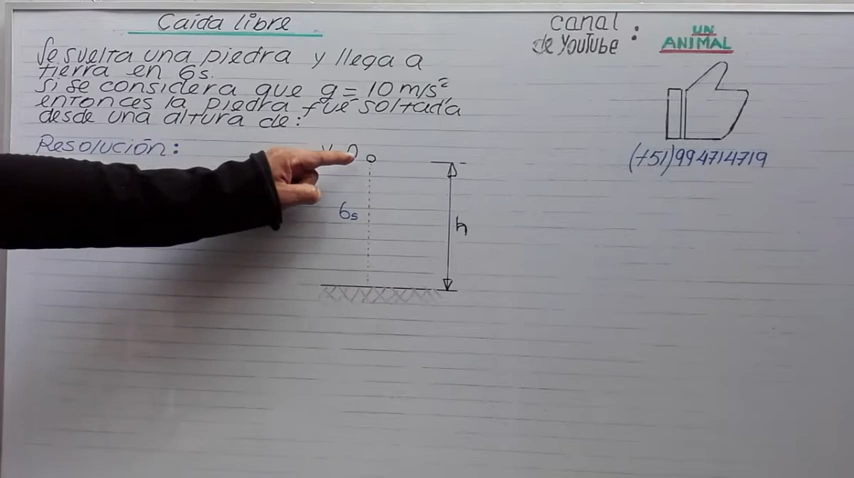 Caida libre
Se suelta una piedra y llega a
tierra en 6s.
Si se considera que g = 10 m/s²
entonces la piedra fué soltada
desde una altura de:
Resolución:
6s
h
canal
de YouTube :
UN
ANIMAL
(+51)994714719